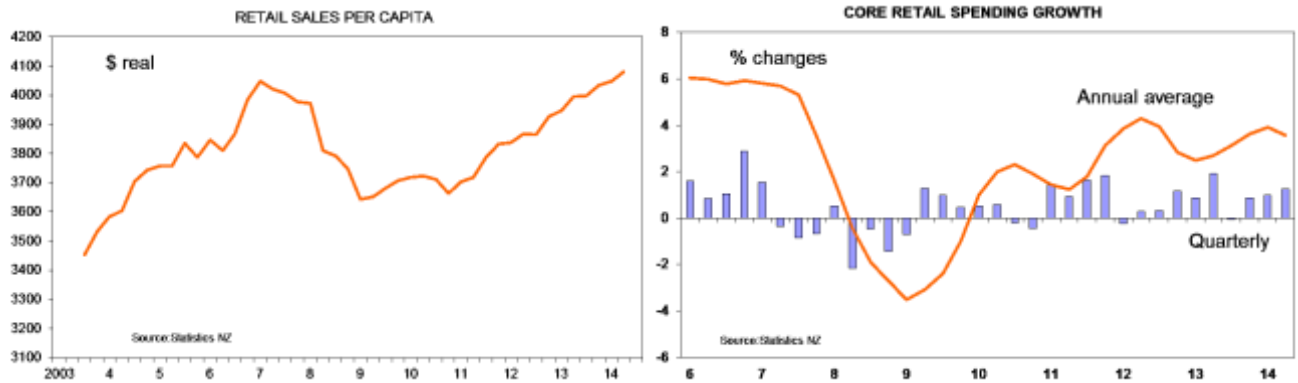 RETAIL SALES PER CAPITA
4200
4100
4000
3900
3800
3700
3600
3500
3400
3300
3200
3100
$ real
Source:Statistics NZ
2003 4 5 6 7 8 9 10 11 12 13 14
CORE RETAIL SPENDING GROWTH
8
6
4
2
0
-2
-4
-6
% changes
Annual average
Quarterly
Source:Statistics NZ
6 7 8 9 10 11 12 13 14